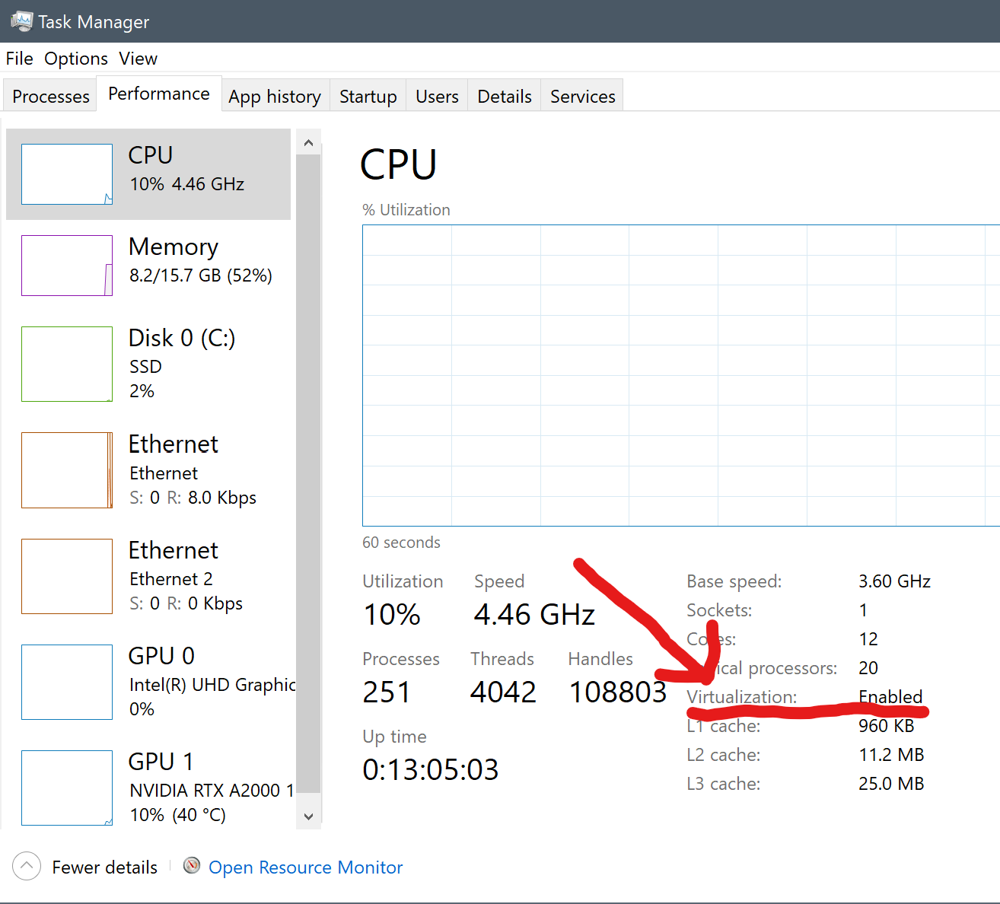 Task Manager
File Options View
Processes Performance App history Startup Users Details Services
CPU
10% 4.46 GHz
Memory
8.2/15.7 GB (52%)
Disk 0 (C:)
SSD
2%
Ethernet
Ethernet
S: 0 R: 8.0 Kbps
Ethernet
Ethernet 2
S: 0 R: 0 Kbps
GPU 0
Intel(R) UHD Graphic
0%
GPU 1
NVIDIA RTX A2000 1
10% (40 °C)
CPU
% Utilization
60 seconds
Utilization Speed
10% 4.46 GHz
Processes Threads Handles
251 4042 108803
Up time
0:13:05:03
Base speed: 3.60 GHz
Sockets: 1
Cores: 12
processors: 20
Virtualization: Enabled
L1 cache: 960 KB
L2 cache: 11.2 MB
L3 cache: 25.0 MB
Fewer details Open Resource Monitor